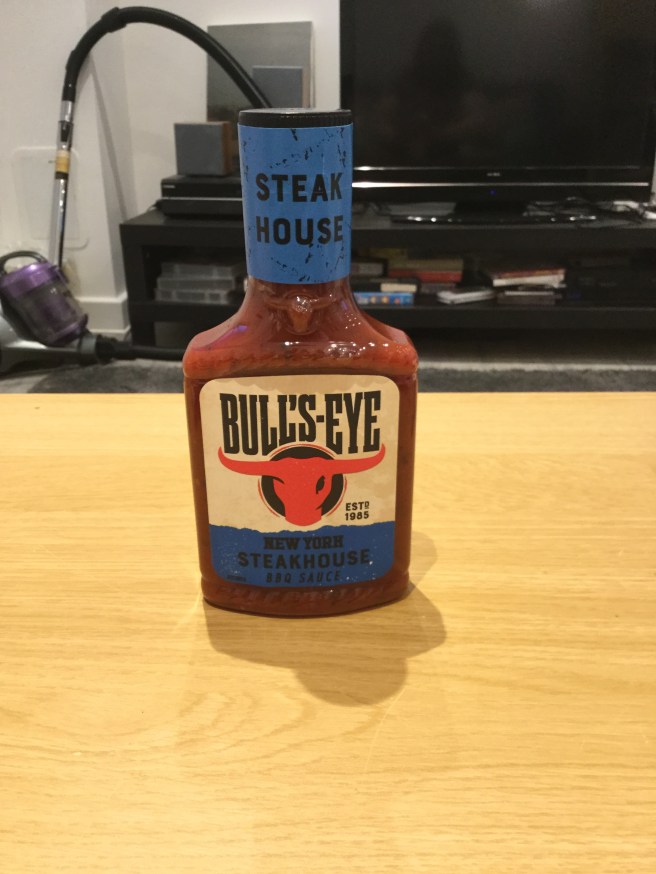 STEAK
HOUSE
BULL'S-EYE
ESTD
1985
NEW YORK
STEAKHOUSE
BBQ SAUCE